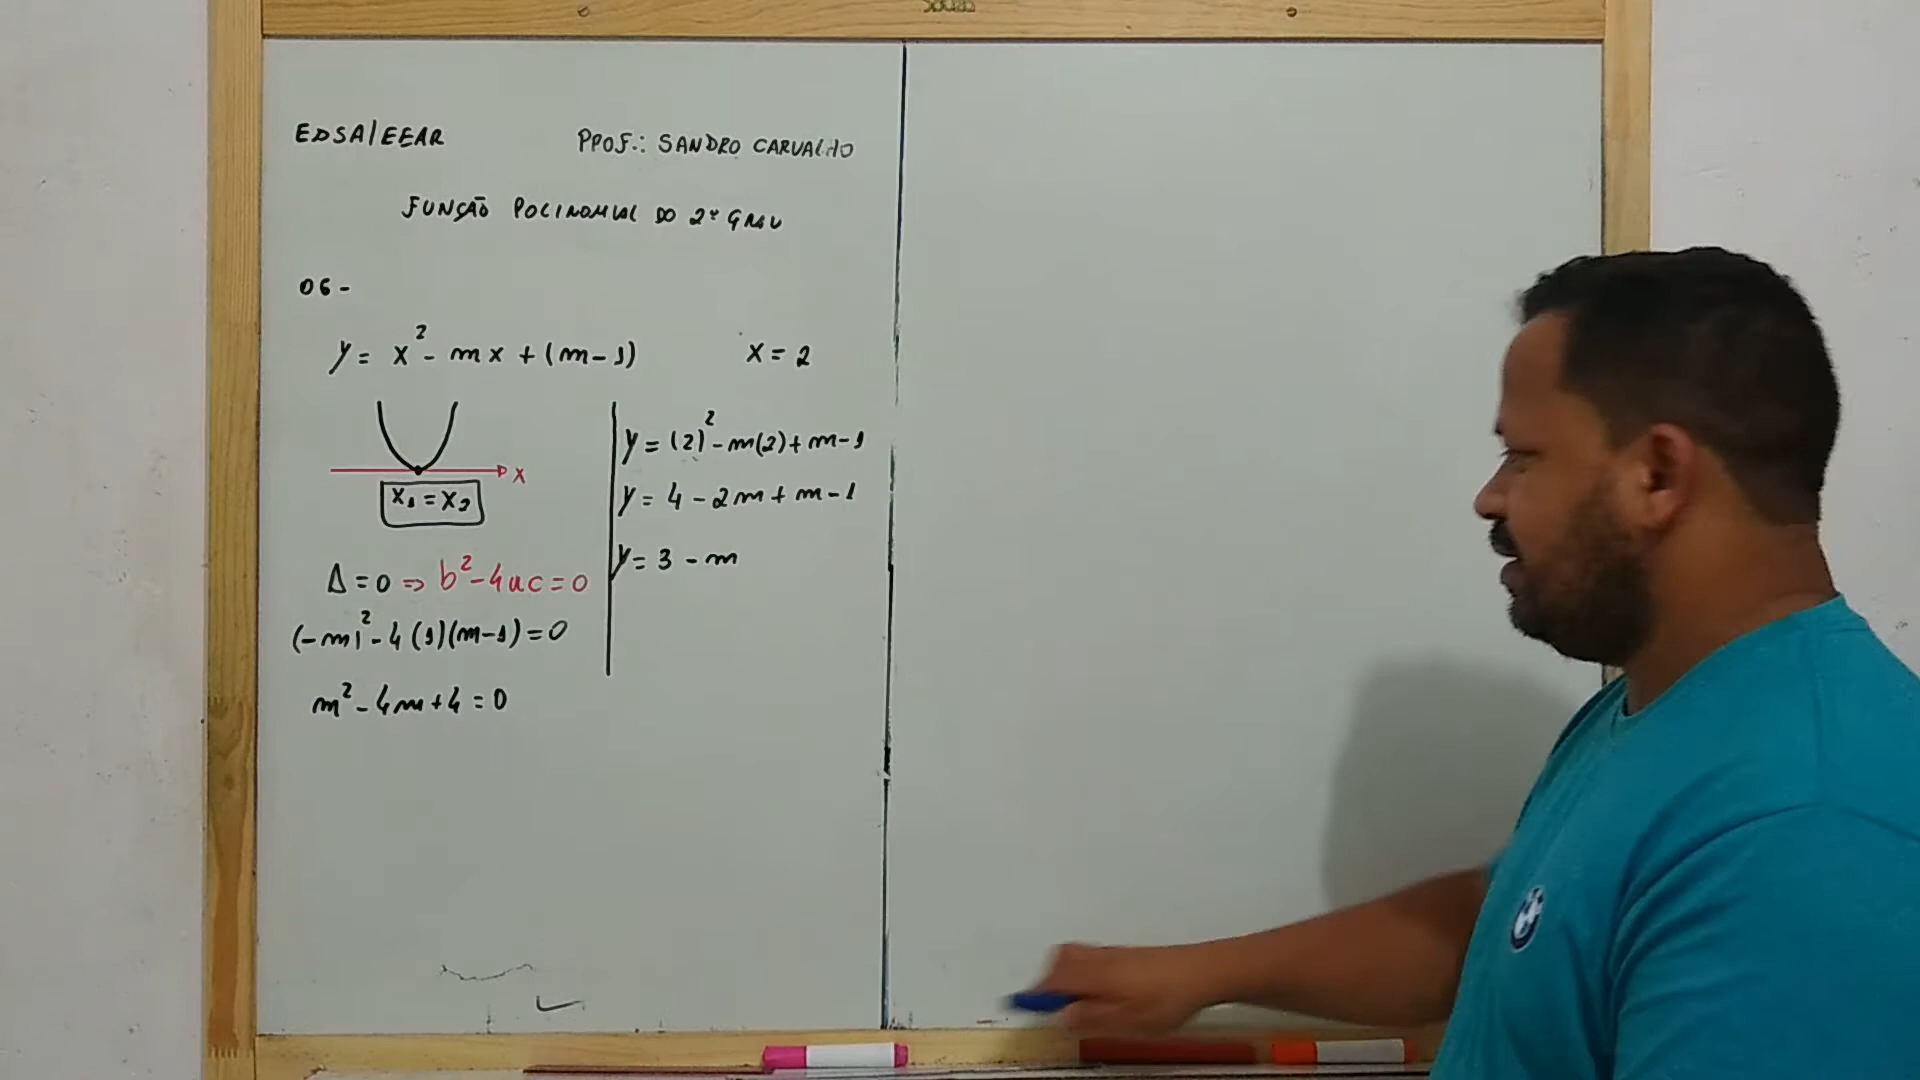 EDSA/EEAR PROF.: SANDRO CARVALHO
FUNÇÃO POLINOMIAL DO 2º GRAU
06-
y = x² - mx + (m-1) x = 2
x
x₁ = x₂
Δ = 0 ⇒ b² - 4ac = 0
(-m)² - 4(1)(m-1) = 0
m² - 4m + 4 = 0
y = (2)² - m(2) + m - 1
y = 4 - 2m + m - 1
y = 3 - m